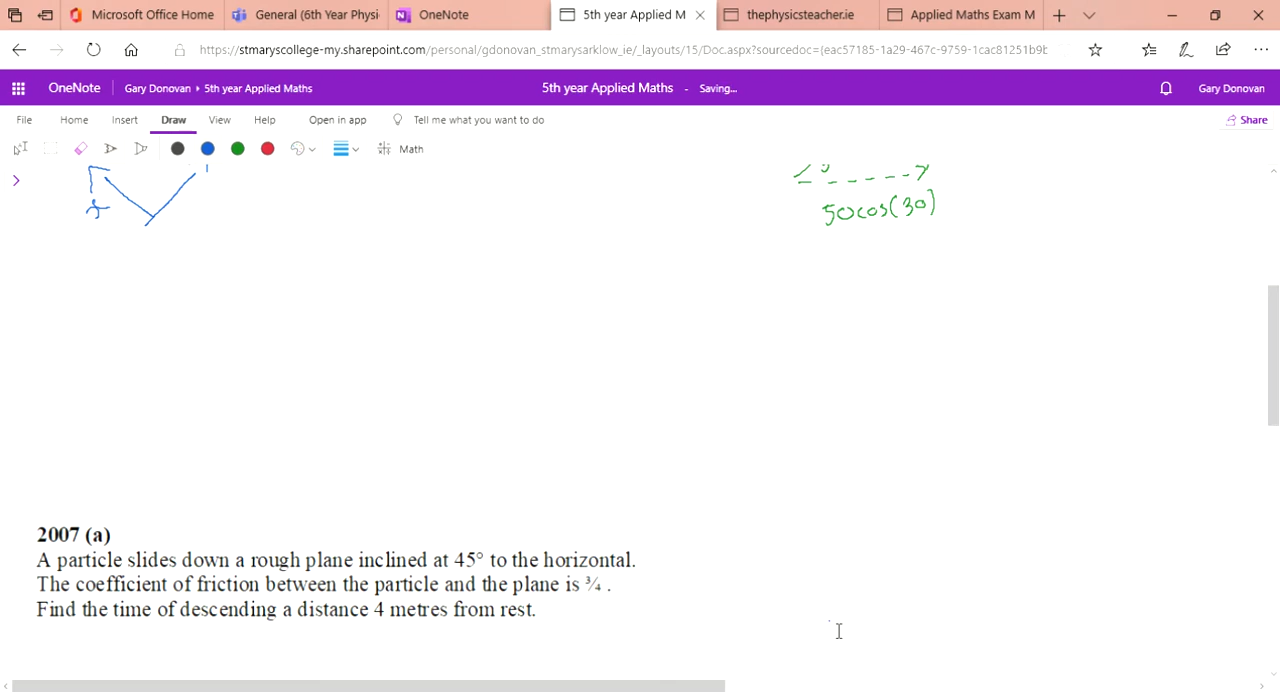 Microsoft Office Home
General (6th Year Physi
OneNote
5th year Applied M
thephysicsteacher.ie
Applied Maths Exam M
https://stmaryscollege-my.sharepoint.com/personal/gdonovan_stmarysarklow_ie/_layouts/15/Doc.aspx?sourcedoc={eac57185-1a29-467c-9759-1cac81251b9b
OneNote
Gary Donovan › 5th year Applied Maths
5th year Applied Maths - Saving...
Gary Donovan
File Home Insert Draw View Help Open in app Tell me what you want to do
Share
Math
50cos(30)
2007 (a)
A particle slides down a rough plane inclined at 45° to the horizontal.
The coefficient of friction between the particle and the plane is ¾ .
Find the time of descending a distance 4 metres from rest.